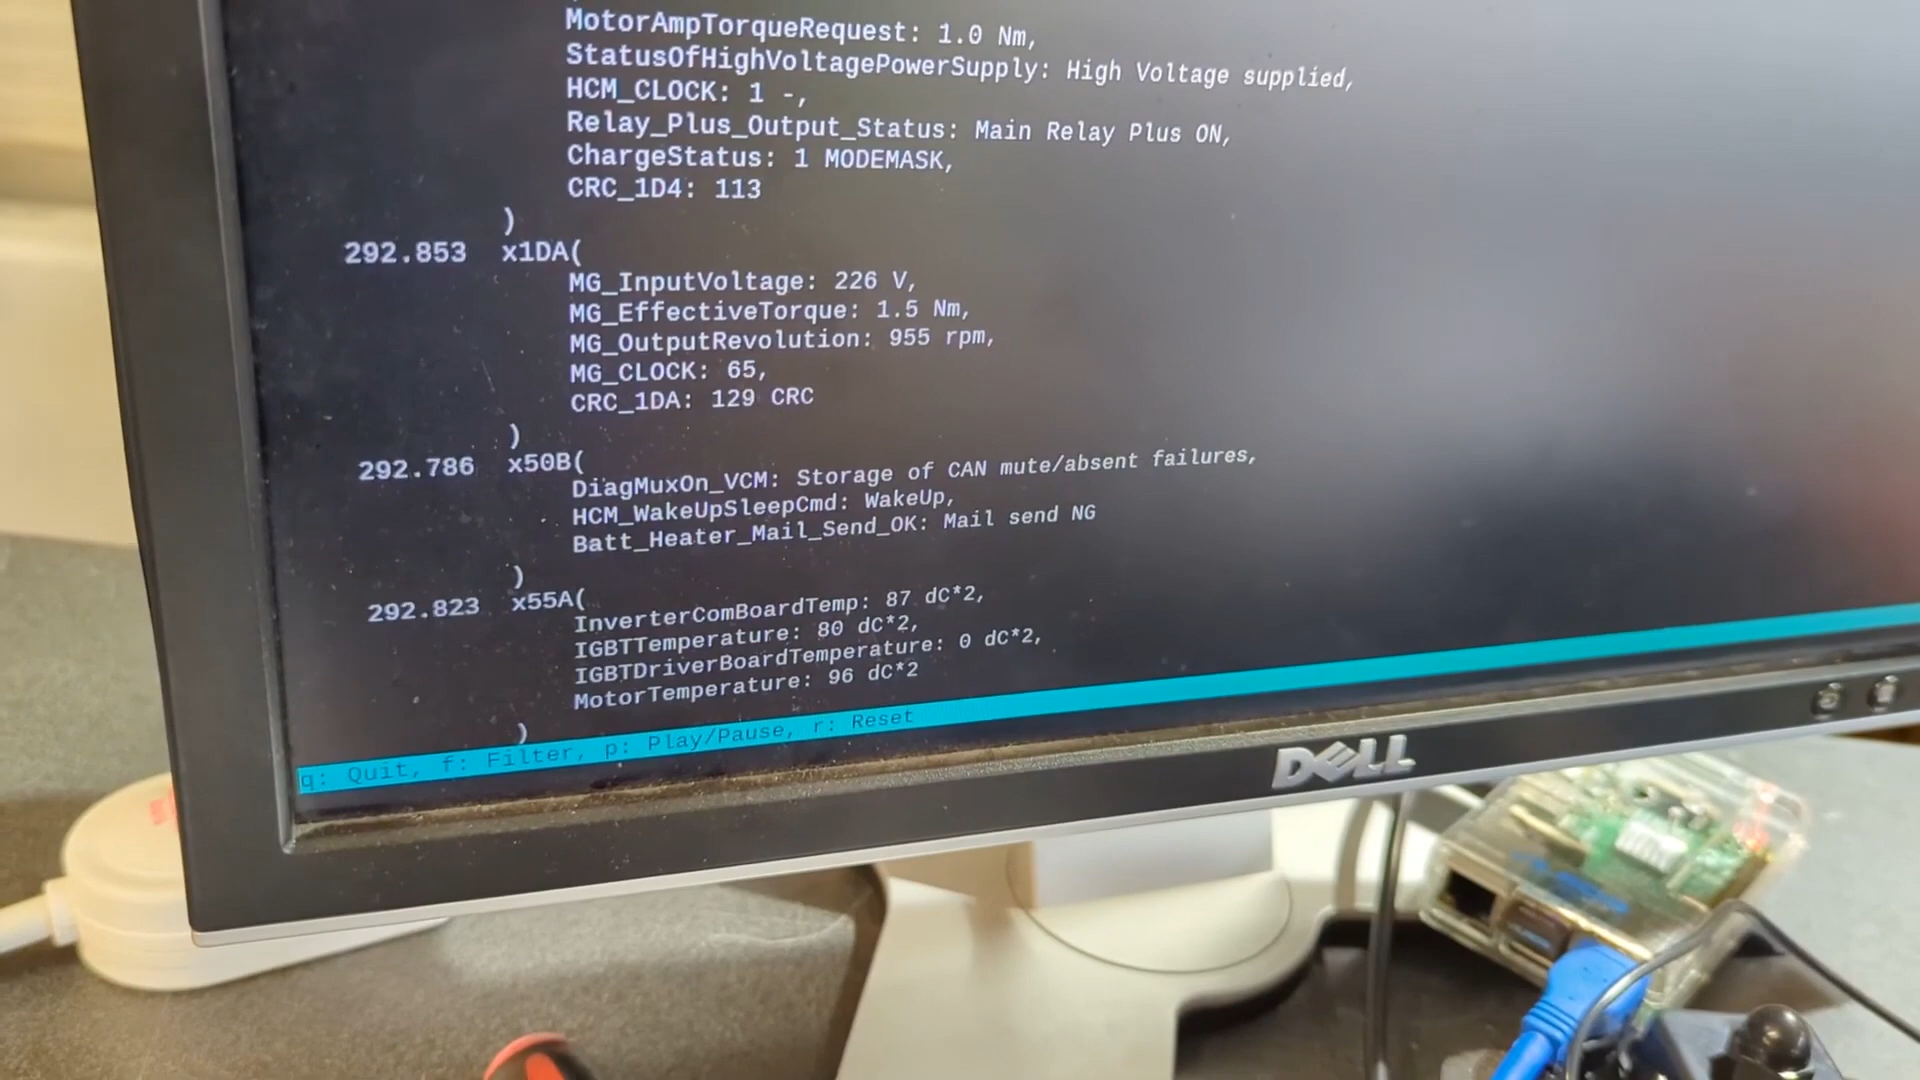 MotorAmpTorqueRequest: 1.0 Nm,
StatusOfHighVoltagePowerSupply: High Voltage supplied,
HCM_CLOCK: 1 -,
Relay_Plus_Output_Status: Main Relay Plus ON,
ChargeStatus: 1 MODEMASK,
CRC_1D4: 113
)
292.853 x1DA(
MG_InputVoltage: 226 V,
MG_EffectiveTorque: 1.5 Nm,
MG_OutputRevolution: 955 rpm,
MG_CLOCK: 65,
CRC_1DA: 129 CRC
)
292.786 x50B(
DiagMuxOn_VCM: Storage of CAN mute/absent failures,
HCM_WakeUpSleepCmd: WakeUp,
Batt_Heater_Mail_Send_OK: Mail send NG
)
292.823 x55A(
InverterComBoardTemp: 87 dC*2,
IGBTTemperature: 80 dC*2,
IGBTDriverBoardTemperature: 0 dC*2,
MotorTemperature: 96 dC*2
)
q: Quit, f: Filter, p: Play/Pause, r: Reset
DELL